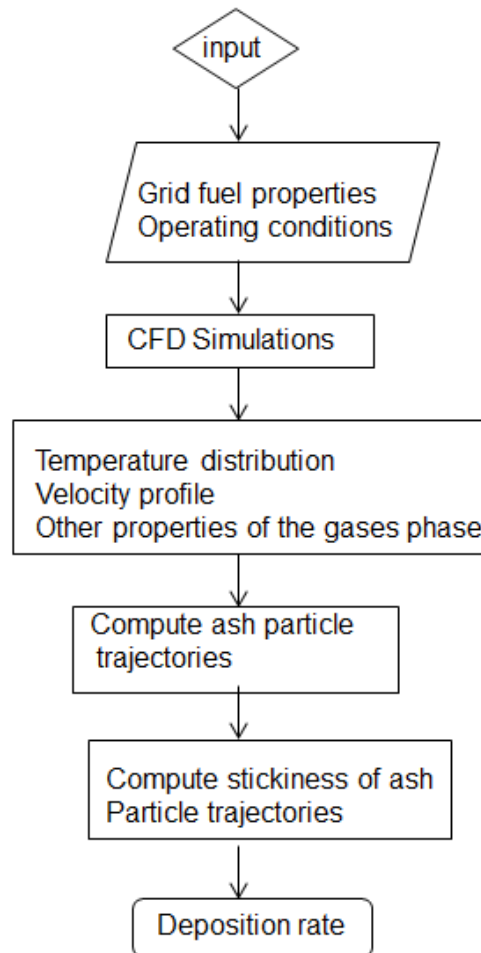 input
Grid fuel properties
Operating conditions
CFD Simulations
Temperature distribution
Velocity profile
Other properties of the gases phase
Compute ash particle
trajectories
Compute stickiness of ash
Particle trajectories
Deposition rate